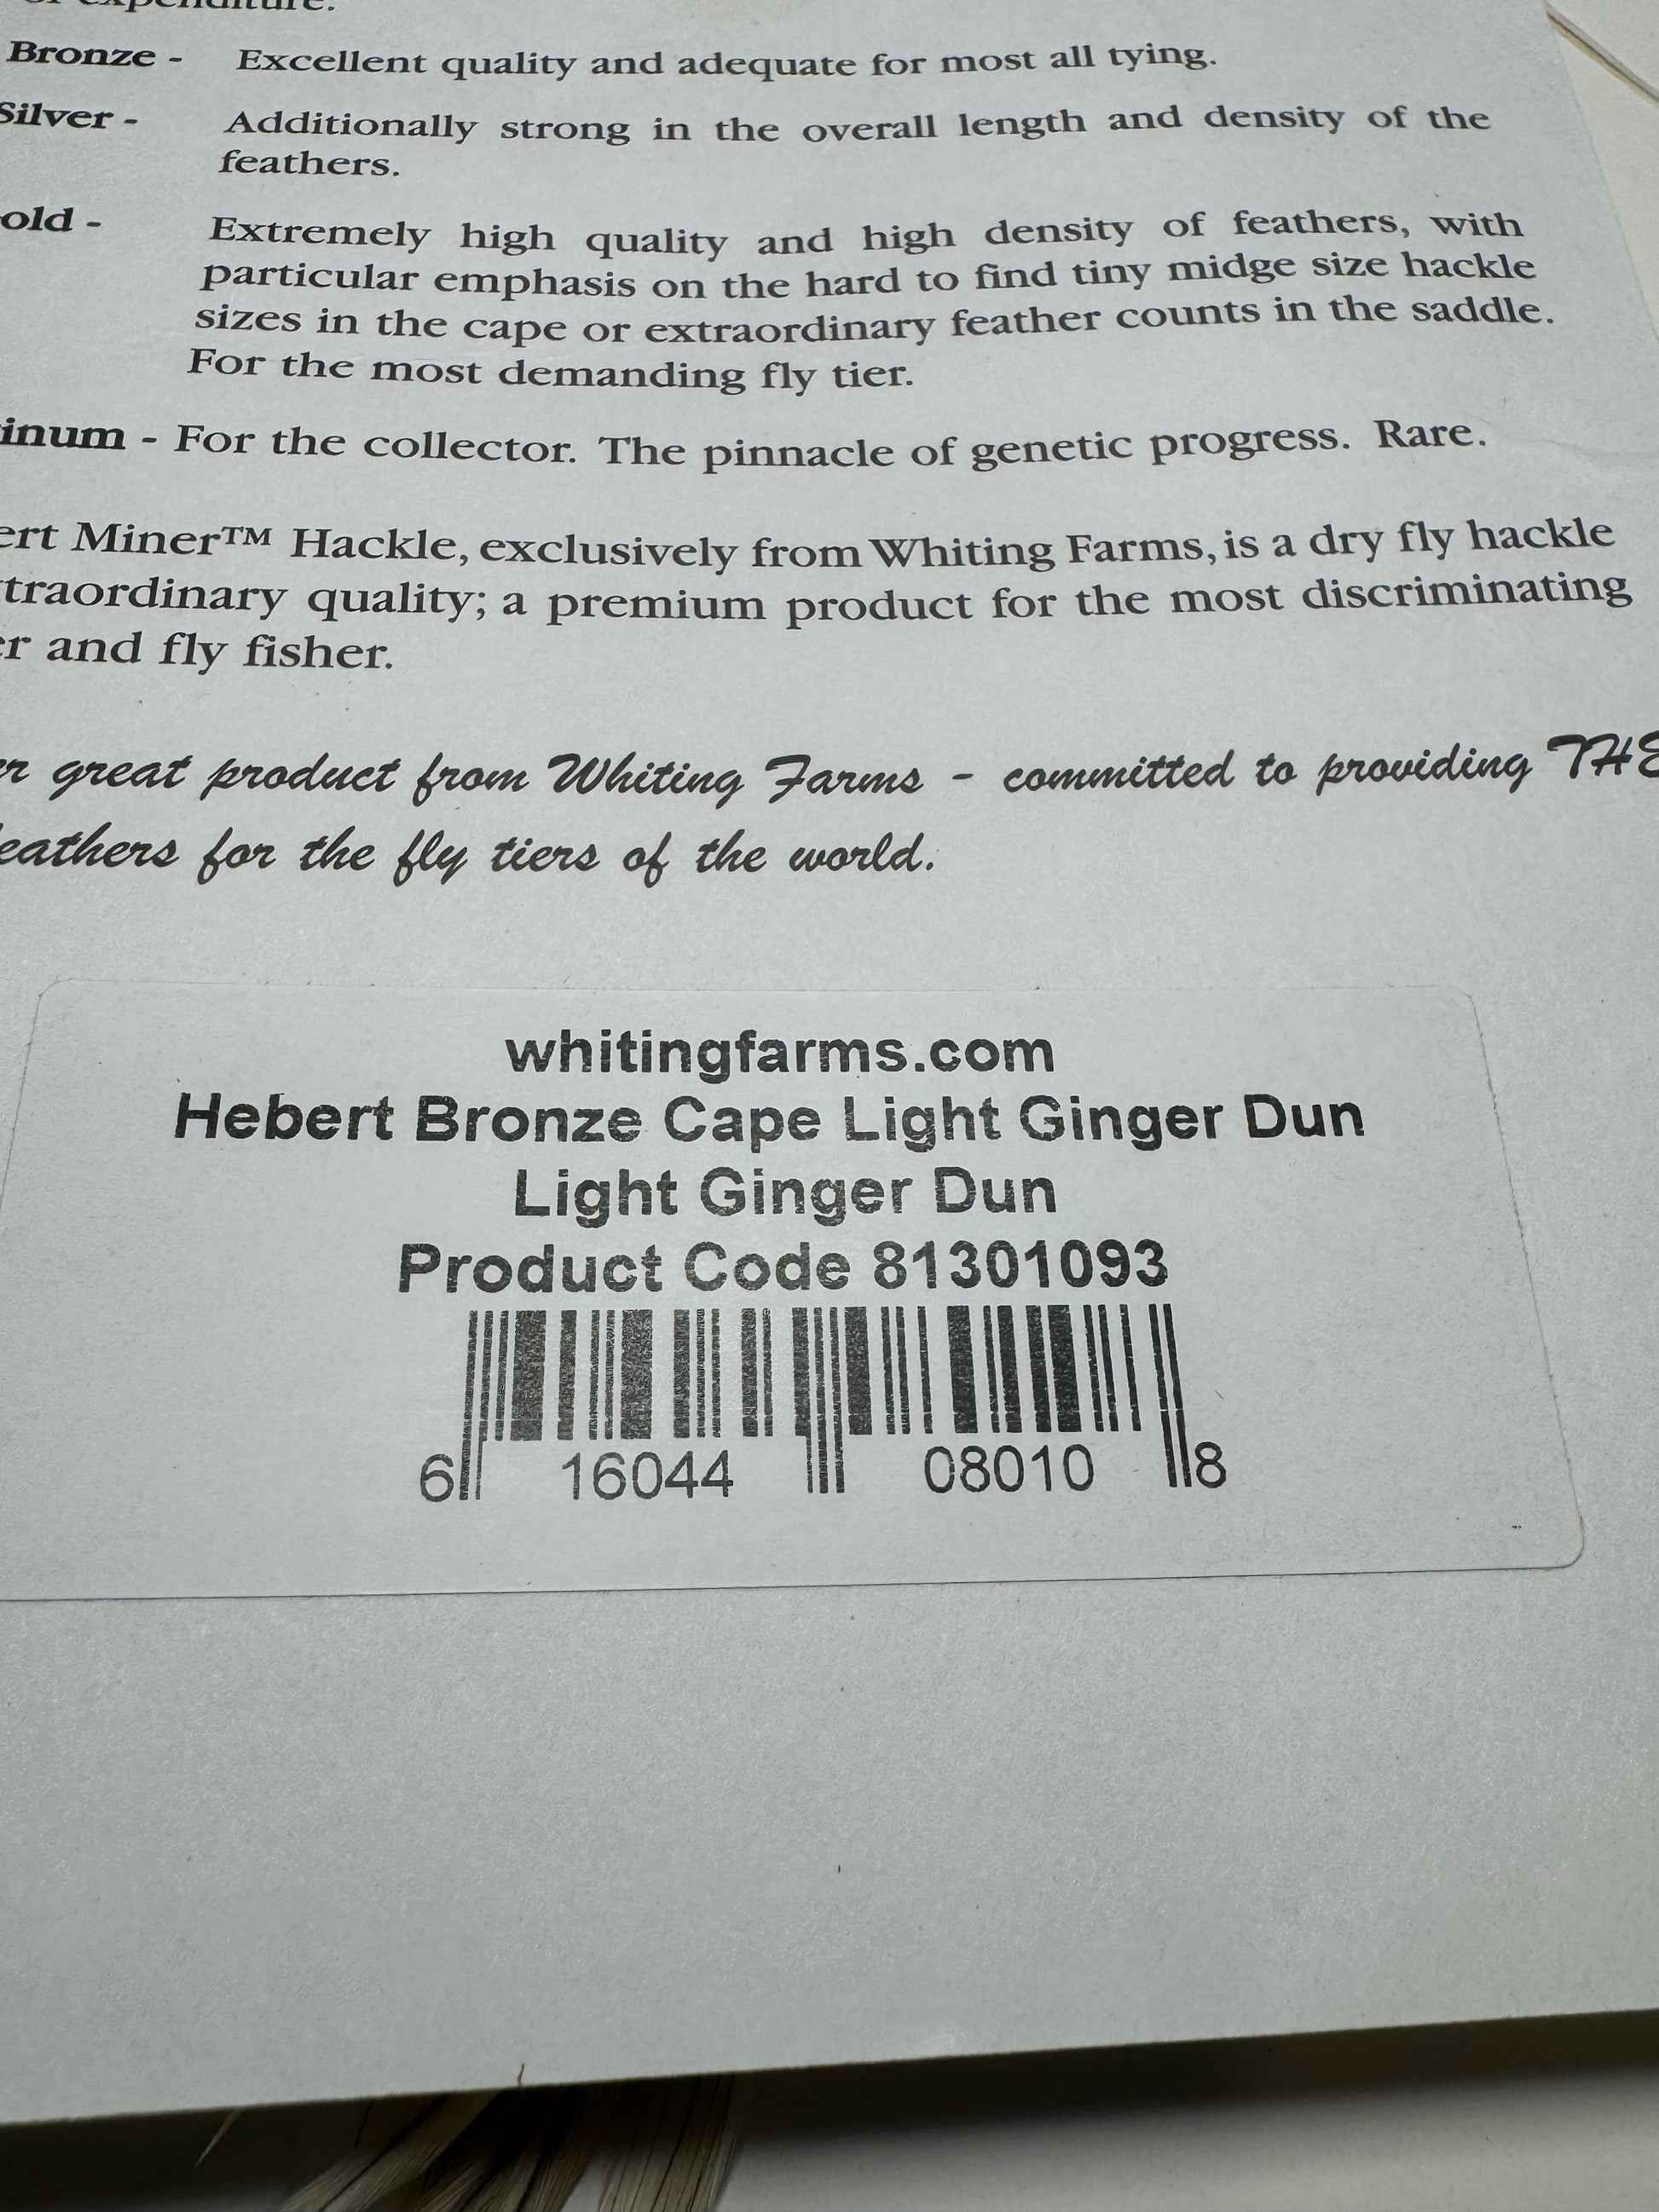 of expenditure.
Bronze - Excellent quality and adequate for most all tying.
Silver - Additionally strong in the overall length and density of the
feathers.
old - Extremely high quality and high density of feathers, with
particular emphasis on the hard to find tiny midge size hackle
sizes in the cape or extraordinary feather counts in the saddle.
For the most demanding fly tier.
inum - For the collector. The pinnacle of genetic progress. Rare.
ert Miner™ Hackle, exclusively from Whiting Farms, is a dry fly hackle
traordinary quality; a premium product for the most discriminating
er and fly fisher.
er great product from Whiting Farms - committed to providing THE
eathers for the fly tiers of the world.
whitingfarms.com
Hebert Bronze Cape Light Ginger Dun
Light Ginger Dun
Product Code 81301093
6 16044 08010 8